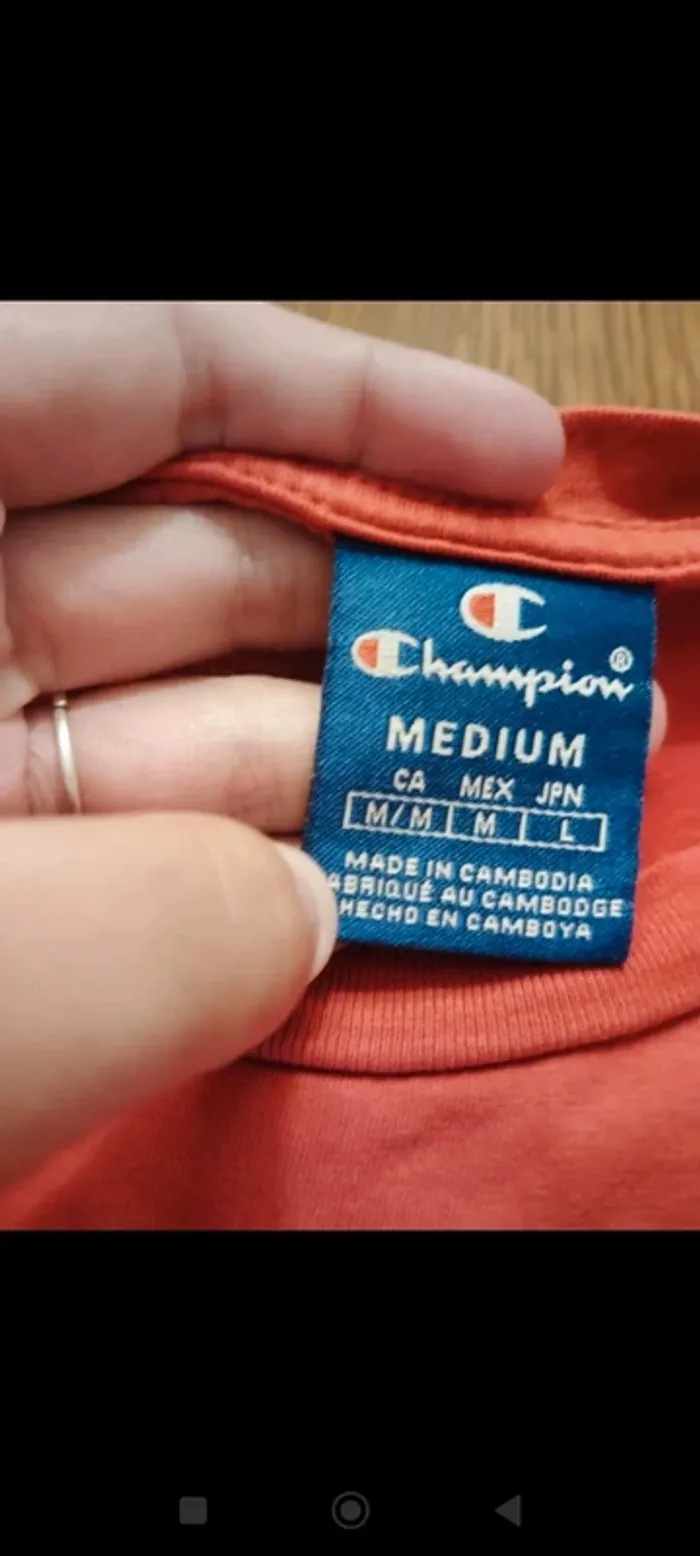 Champion®
MEDIUM
CA MEX JPN
M/M M L
MADE IN CAMBODIA
ABRIQUÉ AU CAMBODGE
HECHO EN CAMBOYA